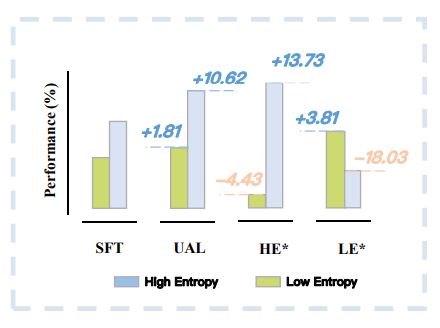 +13.73
+10.62
+1.81
+3.81
−4.43
−18.03
Performance (%)
SFT UAL HE* LE*
High Entropy Low Entropy